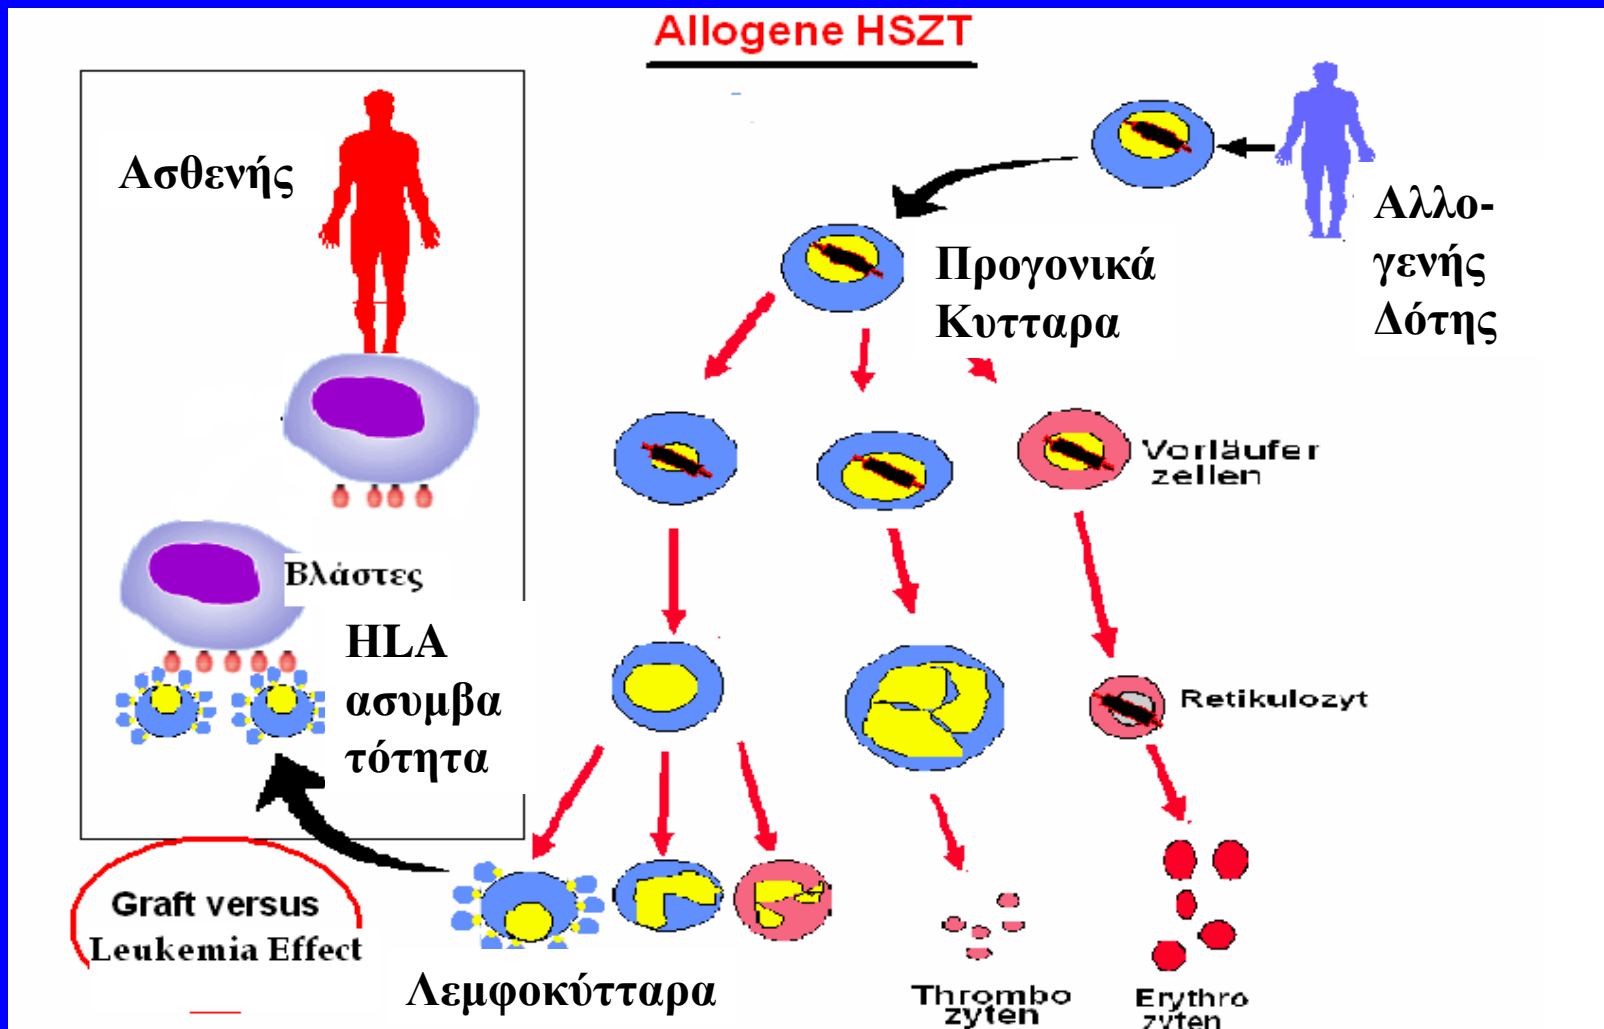 Allogene HSZT
Ασθενής
Αλλο-
γενής
Δότης
Προγονικά
Κυτταρα
Vorläufer
zellen
Βλάστες
HLA
ασυμβα
τότητα
Retikulozyt
Graft versus
Leukemia Effect
Λεμφοκύτταρα
Thrombo
zyten
Erythro
zyten